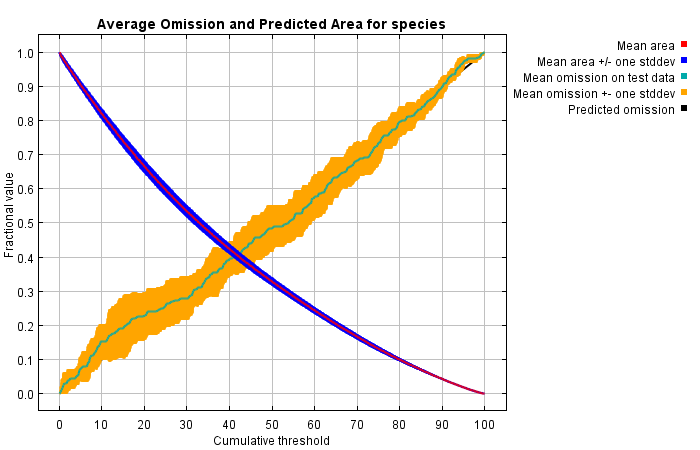 Average Omission and Predicted Area for species
Mean area
Mean area +/- one stddev
Mean omission on test data
Mean omission +- one stddev
Predicted omission
Fractional value
1.0
0.9
0.8
0.7
0.6
0.5
0.4
0.3
0.2
0.1
0.0
0 10 20 30 40 50 60 70 80 90 100
Cumulative threshold